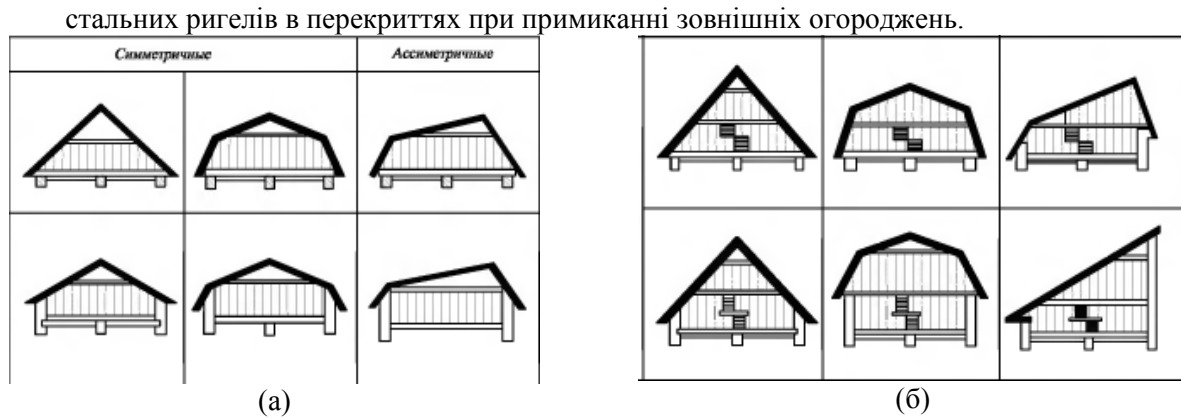 стальних ригелів в перекриттях при примиканні зовнішніх огороджень.
Симметричные
Ассиметричные
(а)
(б)